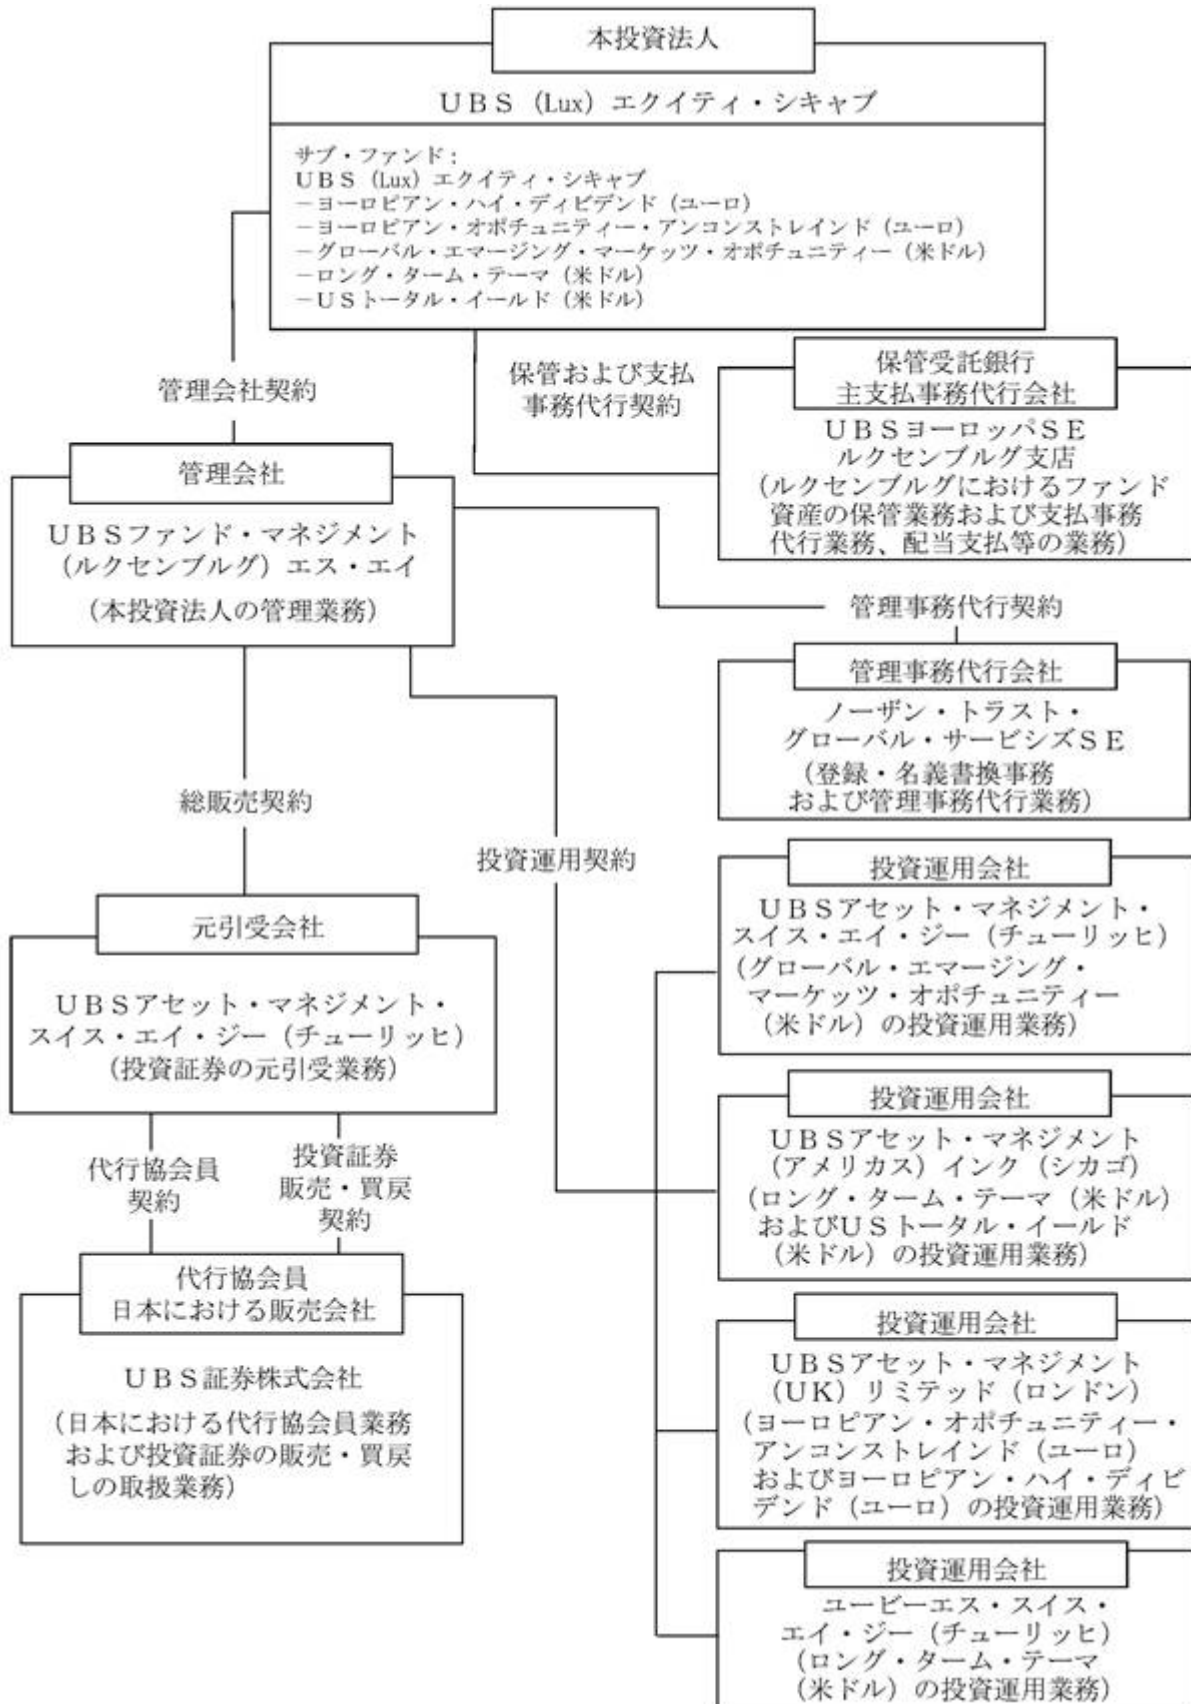 本投資法人
UBS（Lux）エクイティ・シキャブ
サブ・ファンド：
UBS（Lux）エクイティ・シキャブ
－ヨーロピアン・ハイ・ディビデンド（ユーロ）
－ヨーロピアン・オポチュニティー・アンコンストレインド（ユーロ）
－グローバル・エマージング・マーケッツ・オポチュニティー（米ドル）
－ロング・ターム・テーマ（米ドル）
－USトータル・イールド（米ドル）
管理会社契約
保管および支払
事務代行契約
保管受託銀行
主支払事務代行会社
UBSヨーロッパSE
ルクセンブルグ支店
（ルクセンブルグにおけるファンド
資産の保管業務および支払事務
代行業務、配当支払等の業務）
管理会社
UBSファンド・マネジメント
（ルクセンブルグ）エス・エイ
（本投資法人の管理業務）
管理事務代行契約
管理事務代行会社
ノーザン・トラスト・
グローバル・サービシズSE
（登録・名義書換事務
および管理事務代行業務）
総販売契約
投資運用契約
元引受会社
UBSアセット・マネジメント・
スイス・エイ・ジー（チューリッヒ）
（投資証券の元引受業務）
投資運用会社
UBSアセット・マネジメント・
スイス・エイ・ジー（チューリッヒ）
（グローバル・エマージング・
マーケッツ・オポチュニティー
（米ドル）の投資運用業務）
代行協会員
契約
投資証券
販売・買戻
契約
投資運用会社
UBSアセット・マネジメント
（アメリカス）インク（シカゴ）
（ロング・ターム・テーマ（米ドル）
およびUSトータル・イールド
（米ドル）の投資運用業務）
代行協会員
日本における販売会社
UBS証券株式会社
（日本における代行協会員業務
および投資証券の販売・買戻
しの取扱業務）
投資運用会社
UBSアセット・マネジメント
（UK）リミテッド（ロンドン）
（ヨーロピアン・オポチュニティー・
アンコンストレインド（ユーロ）
およびヨーロピアン・ハイ・ディビ
デンド（ユーロ）の投資運用業務）
投資運用会社
ユービーエス・スイス・
エイ・ジー（チューリッヒ）
（ロング・ターム・テーマ
（米ドル）の投資運用業務）